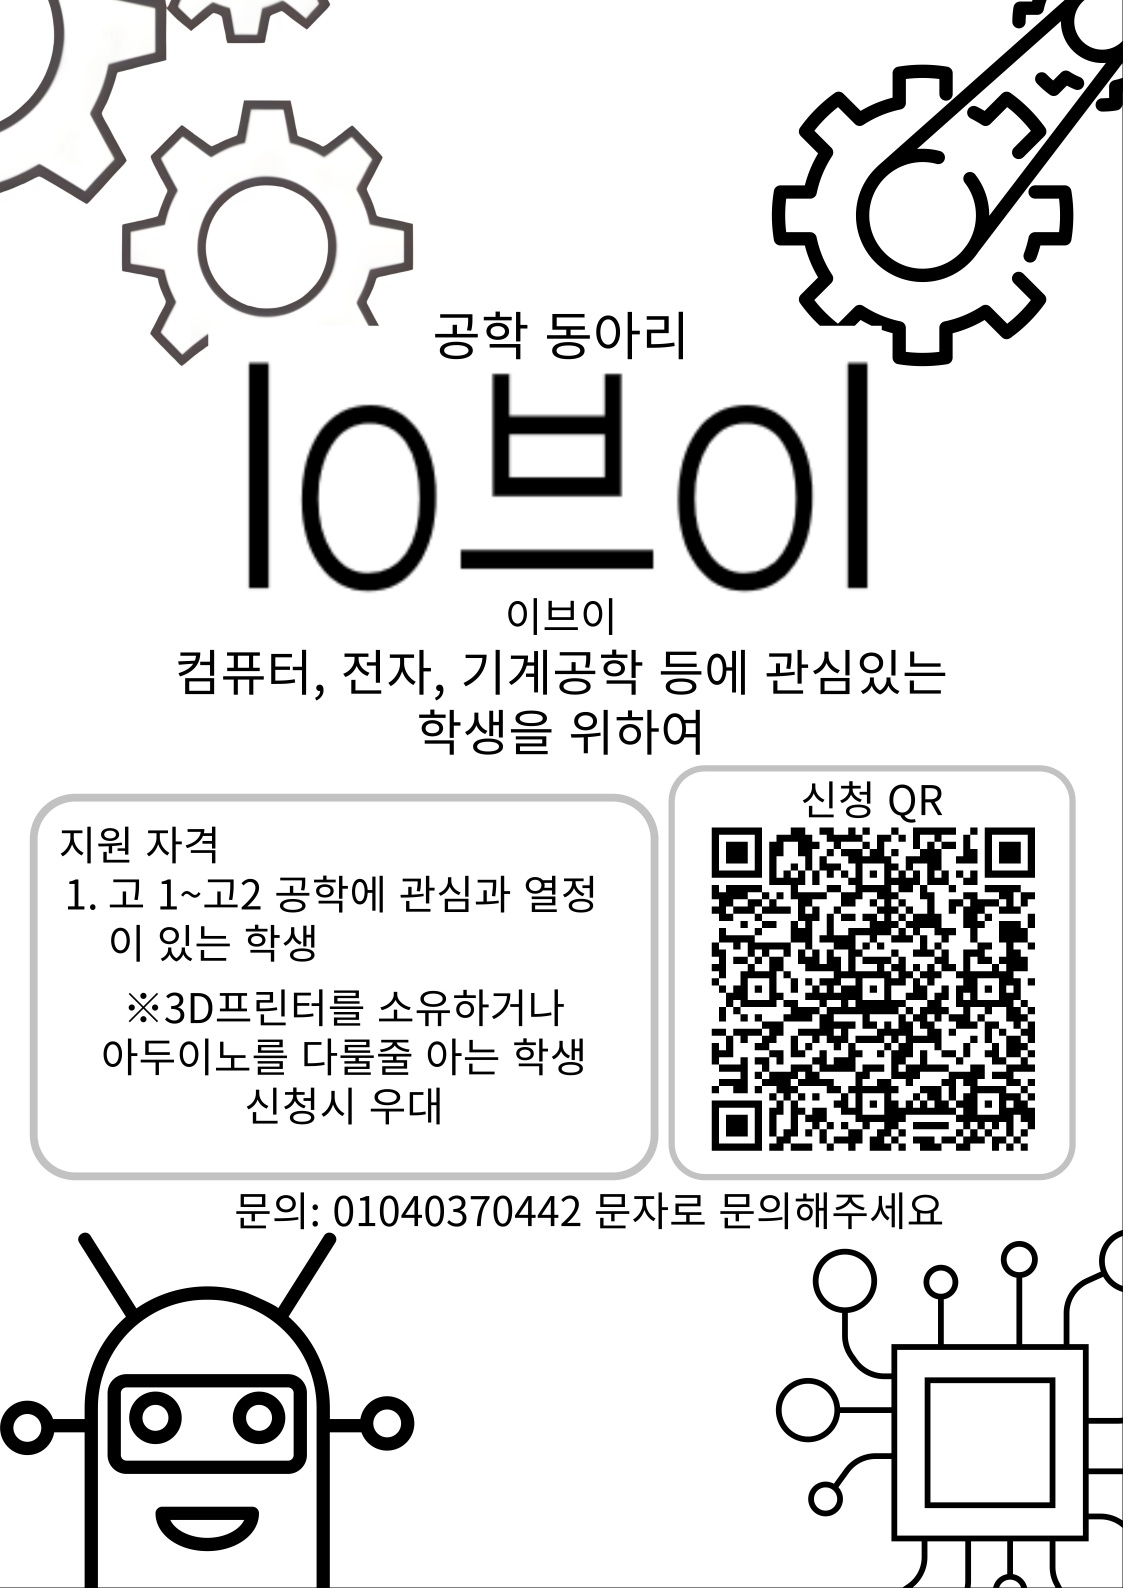 공학 동아리
이브이
이브이
컴퓨터, 전자, 기계공학 등에 관심있는
학생을 위하여
신청 QR
지원 자격
1. 고 1~고2 공학에 관심과 열정
이 있는 학생
※3D프린터를 소유하거나
아두이노를 다룰줄 아는 학생
신청시 우대
문의: 01040370442 문자로 문의해주세요